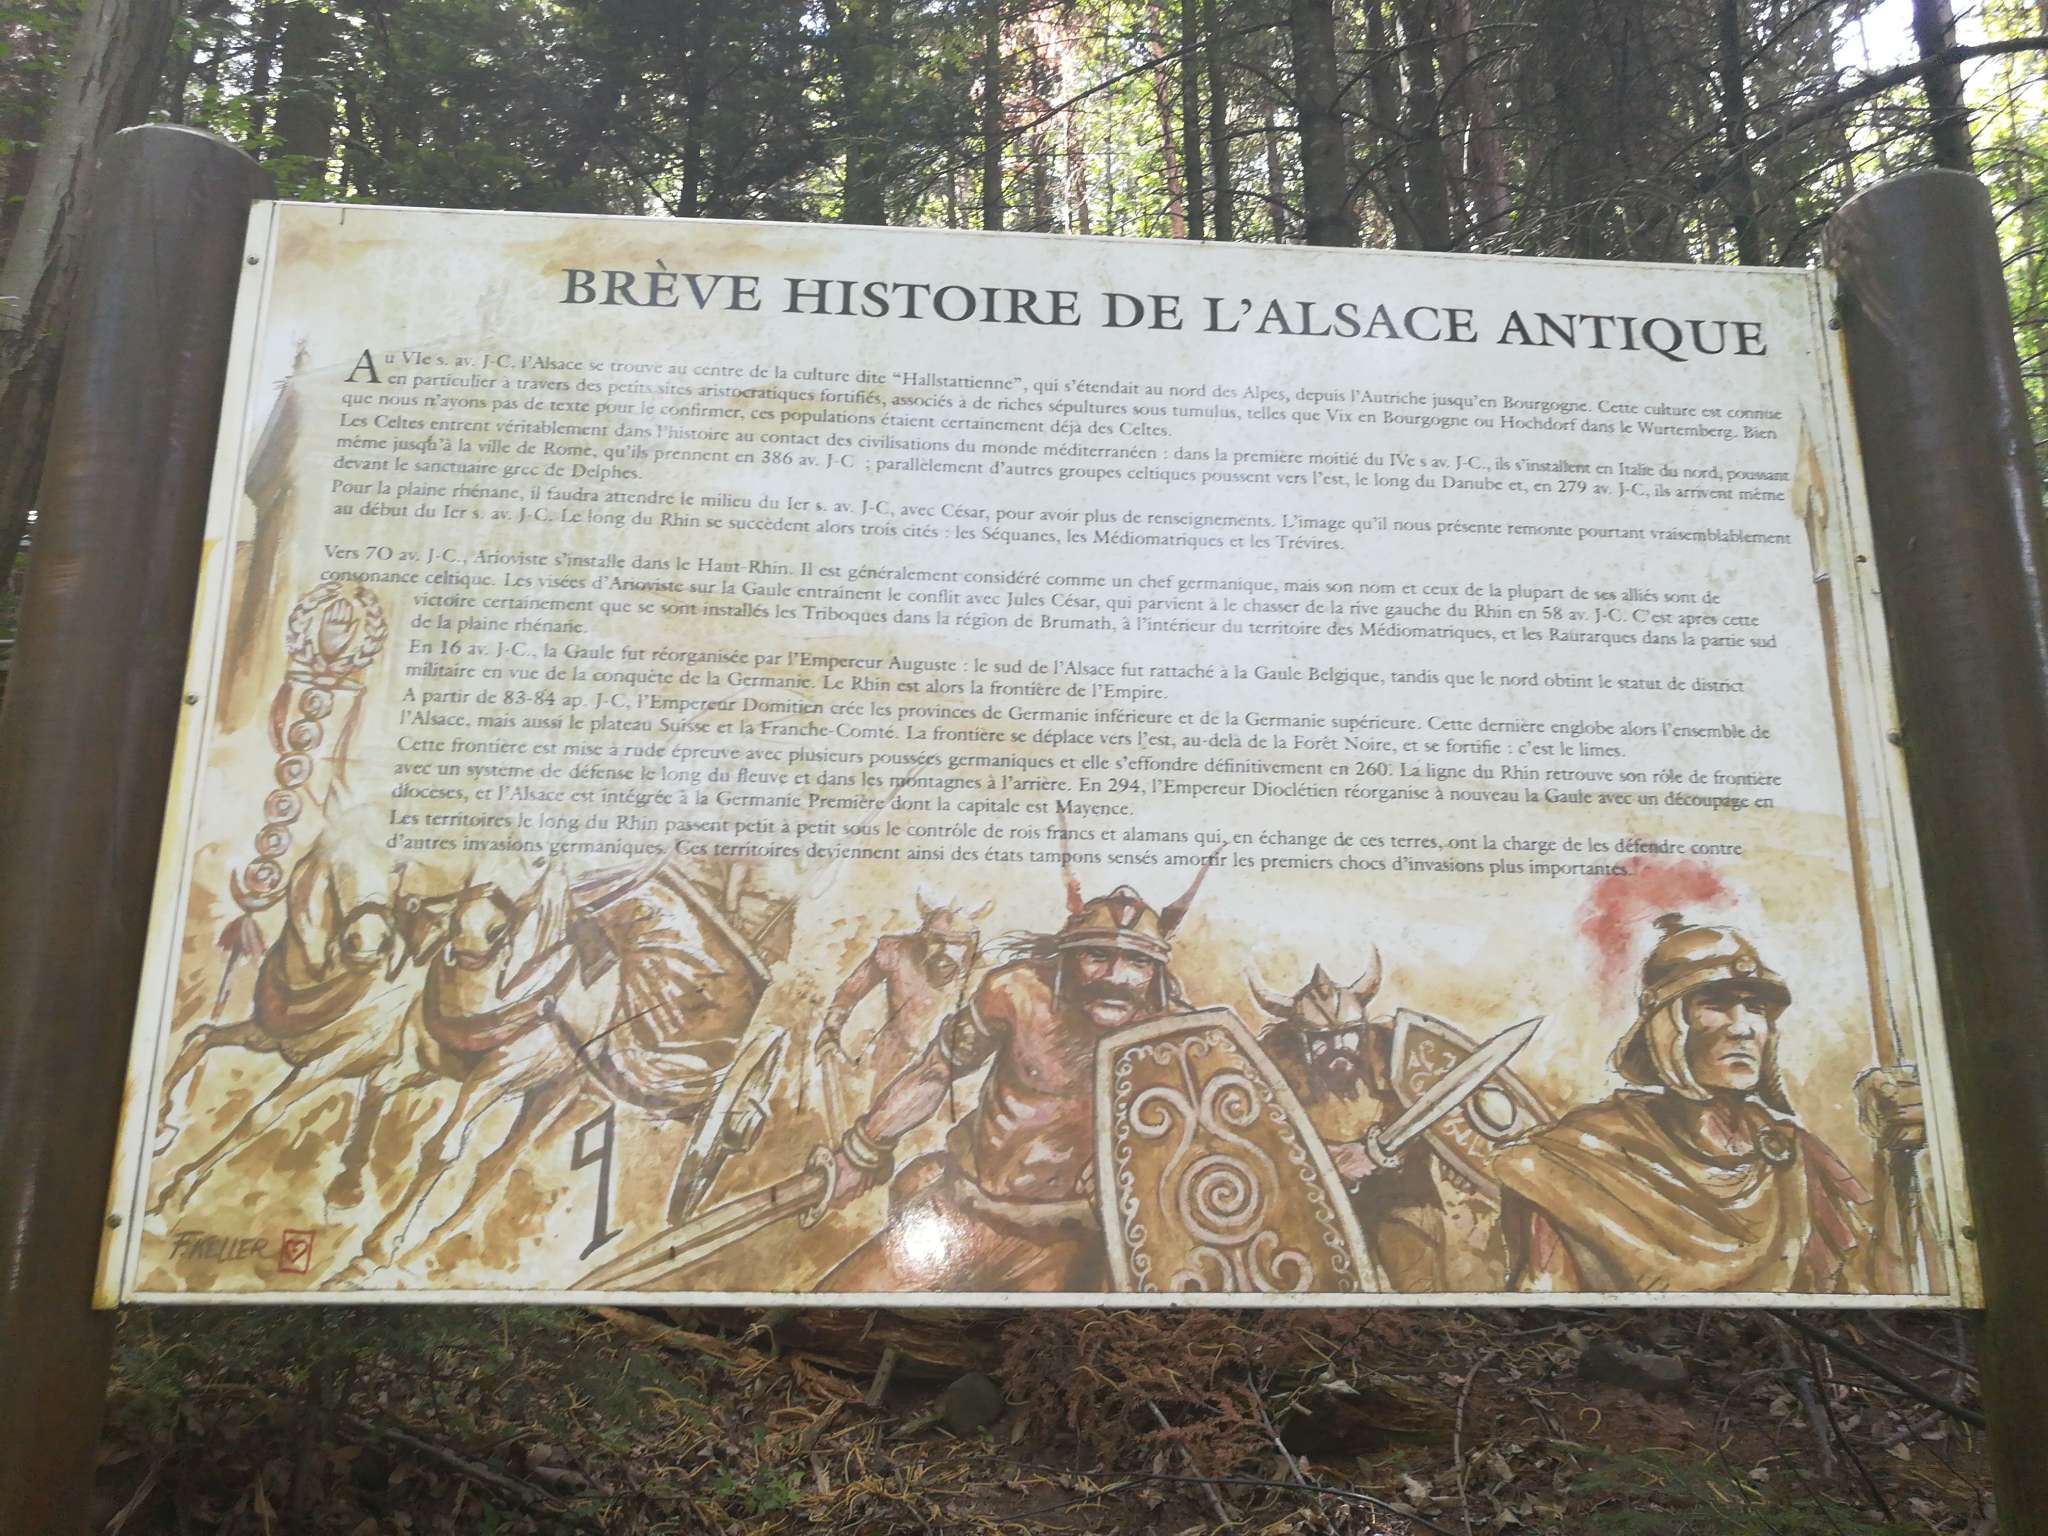 BRÈVE HISTOIRE DE L'ALSACE ANTIQUE
Au VIe s. av. J-C, l'Alsace se trouve au centre de la culture dite "Hallstattienne", qui s'étendait au nord des Alpes, depuis l'Autriche jusqu'en Bourgogne. Cette culture est connue
en particulier à travers des petits sites aristocratiques fortifiés, associés à de riches sépultures sous tumulus, telles que Vix en Bourgogne ou Hochdorf dans le Wurtemberg. Bien
que nous n'ayons pas de texte pour le confirmer, ces populations étaient certainement déjà des Celtes.
Les Celtes entrent véritablement dans l'histoire au contact des civilisations du monde méditerranéen : dans la première moitié du IVe s av. J-C., ils s'installent en Italie du nord, poussant
même jusqu'à la ville de Rome, qu'ils prennent en 386 av. J-C ; parallèlement d'autres groupes celtiques poussent vers l'est, le long du Danube et, en 279 av. J-C, ils arrivent même
devant le sanctuaire grec de Delphes.
Pour la plaine rhénane, il faudra attendre le milieu du Ier s. av. J-C, avec César, pour avoir plus de renseignements. L'image qu'il nous présente remonte pourtant vraisemblablement
au début du Ier s. av. J-C. Le long du Rhin se succèdent alors trois cités : les Séquanes, les Médiomatriques et les Trévires.
Vers 70 av. J-C., Arioviste s'installe dans le Haut-Rhin. Il est généralement considéré comme un chef germanique, mais son nom et ceux de la plupart de ses alliés sont de
consonance celtique. Les visées d'Arioviste sur la Gaule entraînent le conflit avec Jules César, qui parvient à le chasser de la rive gauche du Rhin en 58 av. J-C. C'est après cette
victoire certainement que se sont installés les Triboques dans la région de Brumath, à l'intérieur du territoire des Médiomatriques, et les Raurarques dans la partie sud
de la plaine rhénane.
En 16 av. J-C., la Gaule fut réorganisée par l'Empereur Auguste : le sud de l'Alsace fut rattaché à la Gaule Belgique, tandis que le nord obtint le statut de district
militaire en vue de la conquête de la Germanie. Le Rhin est alors la frontière de l'Empire.
A partir de 83-84 ap. J-C, l'Empereur Domitien crée les provinces de Germanie inférieure et de la Germanie supérieure. Cette dernière englobe alors l'ensemble de
l'Alsace, mais aussi le plateau Suisse et la Franche-Comté. La frontière se déplace vers l'est, au-delà de la Forêt Noire, et se fortifie : c'est le limes.
Cette frontière est mise à rude épreuve avec plusieurs poussées germaniques et elle s'effondre définitivement en 260. La ligne du Rhin retrouve son rôle de frontière
avec un système de défense le long du fleuve et dans les montagnes à l'arrière. En 294, l'Empereur Dioclétien réorganise à nouveau la Gaule avec un découpage en
diocèses, et l'Alsace est intégrée à la Germanie Première dont la capitale est Mayence.
Les territoires le long du Rhin passent petit à petit sous le contrôle de rois francs et alamans qui, en échange de ces terres, ont la charge de les défendre contre
d'autres invasions germaniques. Ces territoires deviennent ainsi des états tampons sensés amortir les premiers chocs d'invasions plus importantes.
F. KELLER